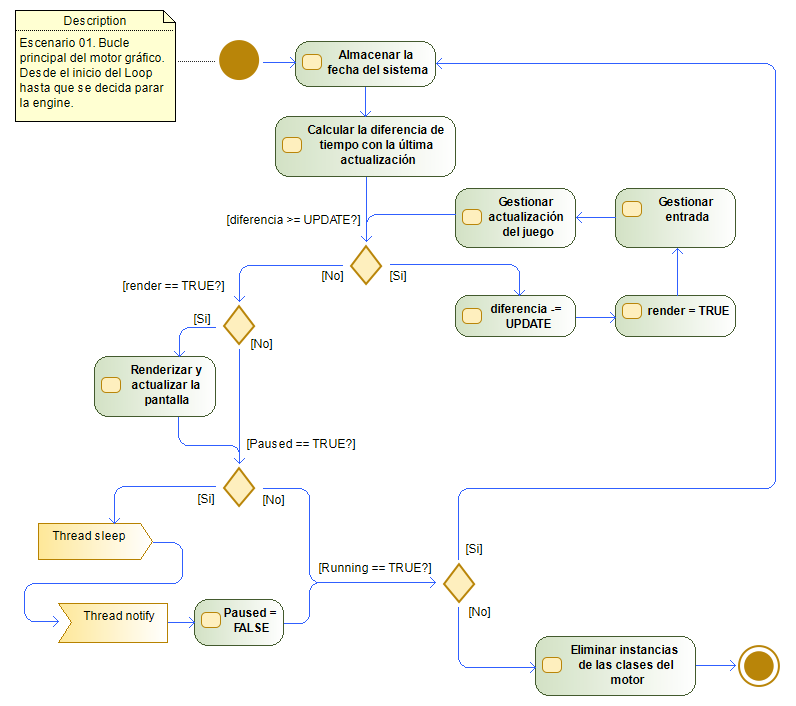 Description
Escenario 01. Bucle
principal del motor gráfico.
Desde el inicio del Loop
hasta que se decida parar
la engine.
Almacenar la
fecha del sistema
Calcular la diferencia de
tiempo con la última
actualización
[diferencia >= UPDATE?]
Gestionar
actualización
del juego
Gestionar
entrada
[No]
[Si]
[render == TRUE?]
diferencia -=
UPDATE
render = TRUE
[Si]
[No]
Renderizar y
actualizar la
pantalla
[Paused == TRUE?]
[Si]
[No]
Thread sleep
[Running == TRUE?]
[Si]
[No]
Thread notify
Paused =
FALSE
Eliminar instancias
de las clases del
motor